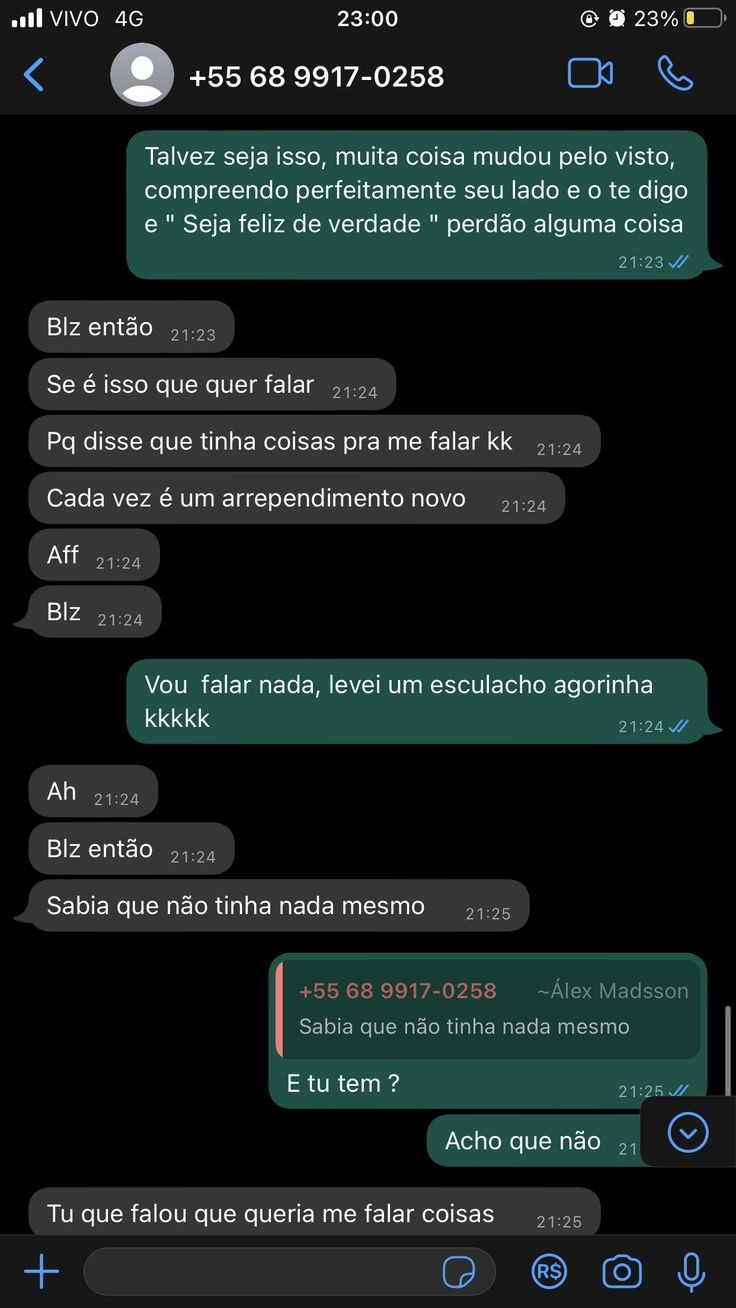 VIVO 4G 23:00 23%
+55 68 9917-0258
Talvez seja isso, muita coisa mudou pelo visto,
compreendo perfeitamente seu lado e o te digo
e " Seja feliz de verdade " perdão alguma coisa
21:23
Blz então 21:23
Se é isso que quer falar 21:24
Pq disse que tinha coisas pra me falar kk 21:24
Cada vez é um arrependimento novo 21:24
Aff 21:24
Blz 21:24
Vou falar nada, levei um esculacho agorinha
kkkkk 21:24
Ah 21:24
Blz então 21:24
Sabia que não tinha nada mesmo 21:25
+55 68 9917-0258 ~Álex Madsson
Sabia que não tinha nada mesmo
E tu tem ? 21:25
Acho que não 21
Tu que falou que queria me falar coisas 21:25
R$